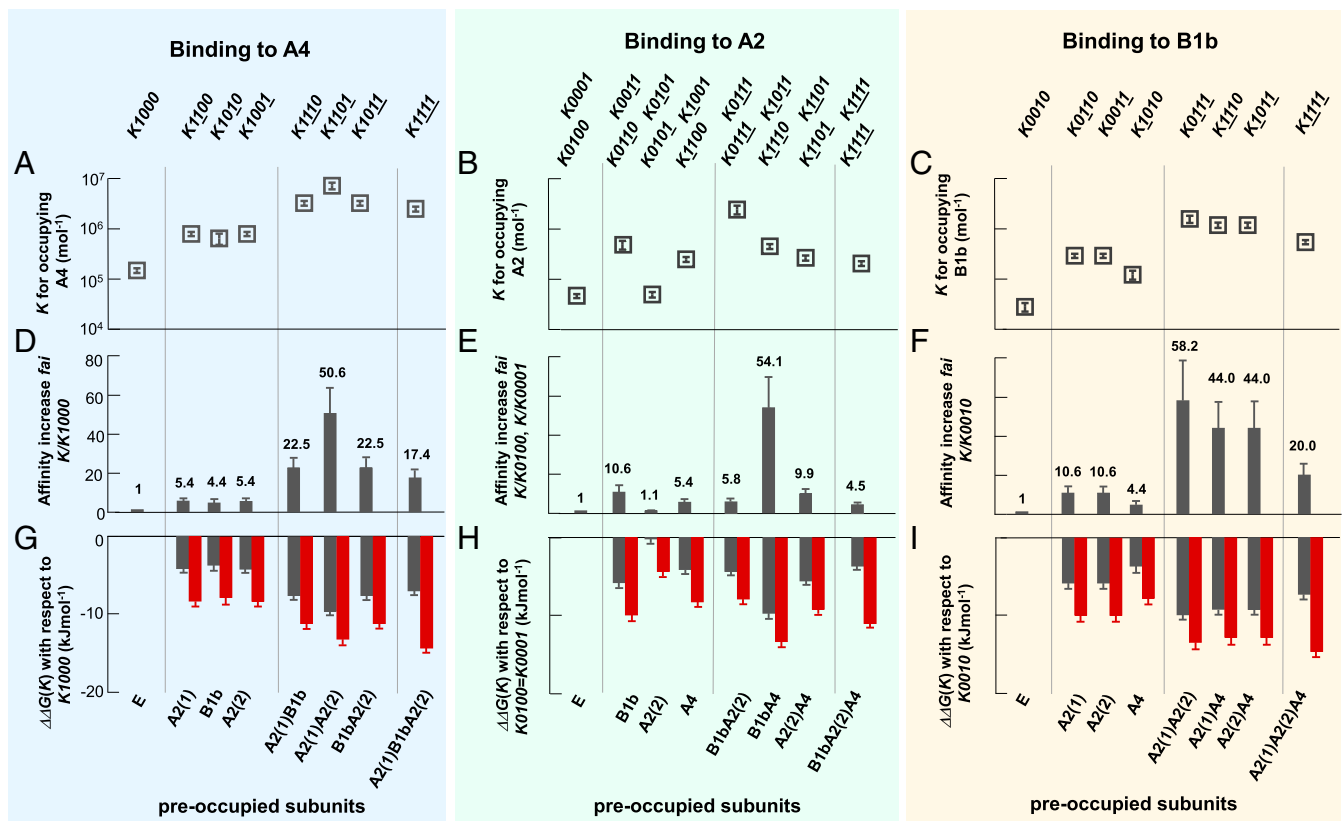 Binding to A4
K1000
K1100
K1010
K1001
K1110
K1101
K1011
K1111
A
K for occupying
A4 (mol-1)
10⁷
10⁶
10⁵
10⁴
D
Affinity increase fai
K/K1000
80
60
40
20
0
1
5.4
4.4
5.4
22.5
50.6
22.5
17.4
G
ΔΔG(K) with respect to
K1000 (kJmol-1)
0
-10
-20
E
A2(1)
B1b
A2(2)
A2(1)B1b
A2(1)A2(2)
B1bA2(2)
A2(1)B1bA2(2)
pre-occupied subunits
Binding to A2
K0001
K0011
K0101
K1001
K0111
K1011
K1101
K1111
K0100
K0110
K0101
K1100
K0111
K1110
K1101
K1111
B
K for occupying
A2 (mol-1)
E
Affinity increase fai
K/K0100, K/K0001
1
10.6
1.1
5.4
5.8
54.1
9.9
4.5
H
ΔΔG(K) with respect to
K0100=K0001 (kJmol-1)
E
B1b
A2(2)
A4
B1bA2(2)
B1bA4
A2(2)A4
B1bA2(2)A4
pre-occupied subunits
Binding to B1b
K0010
K0110
K0011
K1010
K0111
K1110
K1011
K1111
C
K for occupying
B1b (mol-1)
F
Affinity increase fai
K/K0010
1
10.6
10.6
4.4
58.2
44.0
44.0
20.0
I
ΔΔG(K) with respect to
K0010 (kJmol-1)
E
A2(1)
A2(2)
A4
A2(1)A2(2)
A2(1)A4
A2(2)A4
A2(1)A2(2)A4
pre-occupied subunits